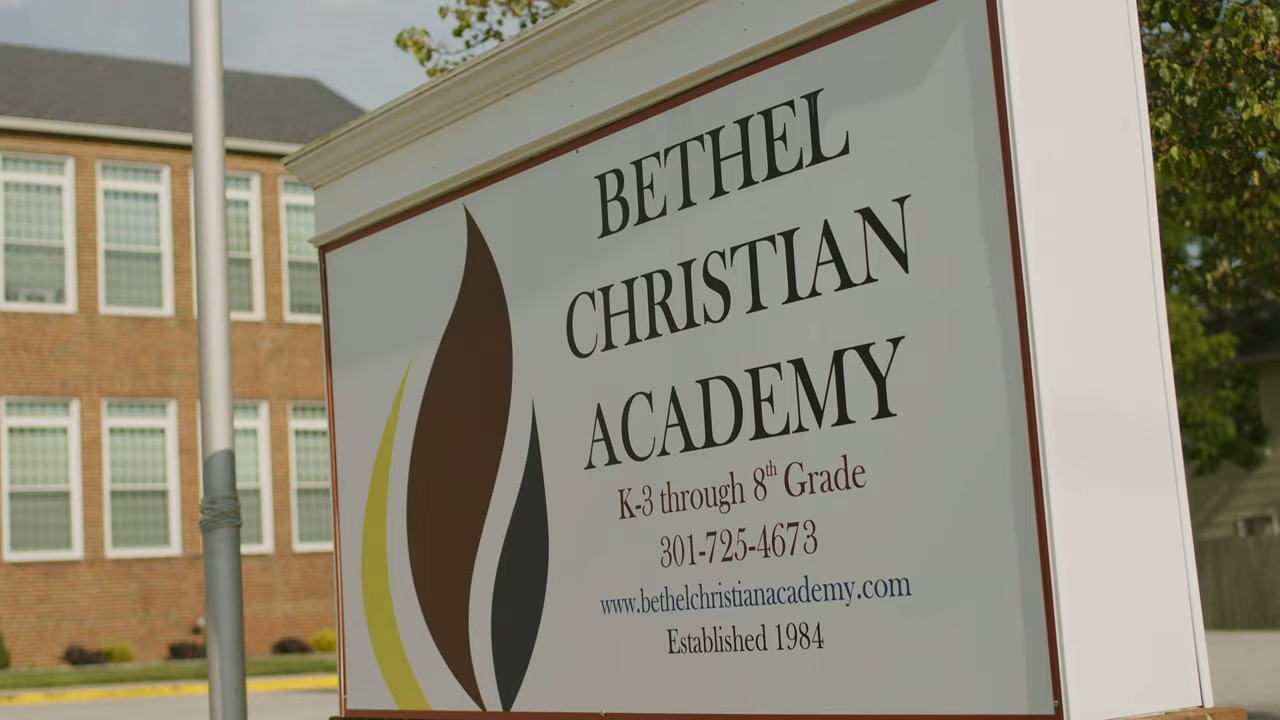 BETHEL
CHRISTIAN
ACADEMY
K-3 through 8th Grade
301-725-4673
www.bethelchristianacademy.com
Established 1984